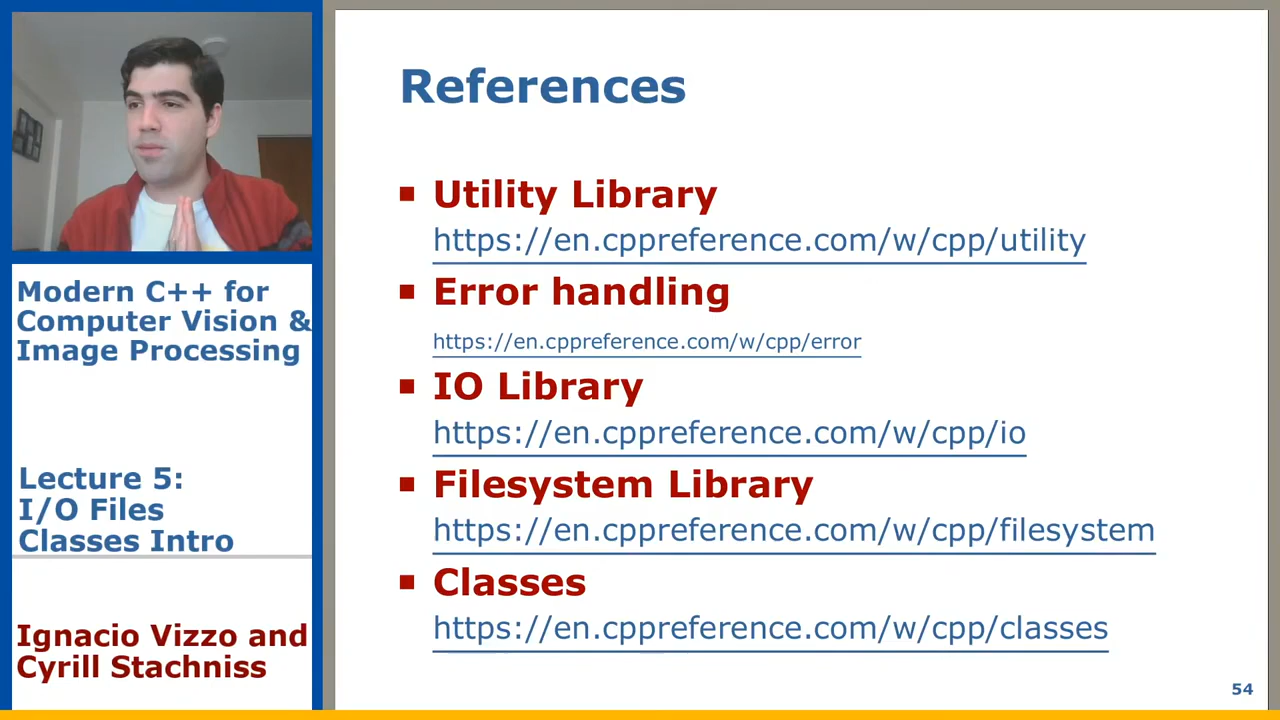 Modern C++ for
Computer Vision &
Image Processing
Lecture 5:
I/O Files
Classes Intro
Ignacio Vizzo and
Cyrill Stachniss
References
Utility Library
https://en.cppreference.com/w/cpp/utility
Error handling
https://en.cppreference.com/w/cpp/error
IO Library
https://en.cppreference.com/w/cpp/io
Filesystem Library
https://en.cppreference.com/w/cpp/filesystem
Classes
https://en.cppreference.com/w/cpp/classes
54